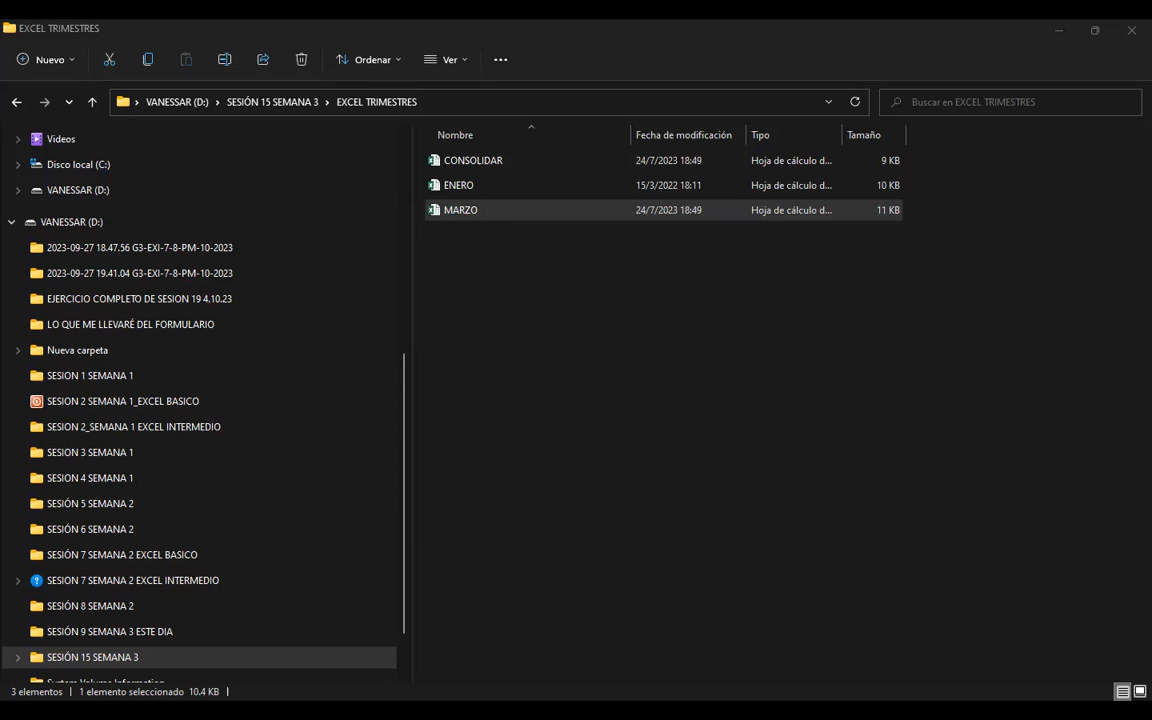 EXCEL TRIMESTRES
Nuevo
Ordenar
Ver
VANESSAR (D:) › SESIÓN 15 SEMANA 3 › EXCEL TRIMESTRES
Buscar en EXCEL TRIMESTRES
Videos
Disco local (C:)
VANESSAR (D:)
VANESSAR (D:)
2023-09-27 18.47.56 G3-EXI-7-8-PM-10-2023
2023-09-27 19.41.04 G3-EXI-7-8-PM-10-2023
EJERCICIO COMPLETO DE SESION 19 4.10.23
LO QUE ME LLEVARÉ DEL FORMULARIO
Nueva carpeta
SESION 1 SEMANA 1
SESION 2 SEMANA 1_EXCEL BASICO
SESION 2_SEMANA 1 EXCEL INTERMEDIO
SESION 3 SEMANA 1
SESION 4 SEMANA 1
SESIÓN 5 SEMANA 2
SESIÓN 6 SEMANA 2
SESIÓN 7 SEMANA 2 EXCEL BASICO
SESION 7 SEMANA 2 EXCEL INTERMEDIO
SESIÓN 8 SEMANA 2
SESIÓN 9 SEMANA 3 ESTE DIA
SESIÓN 15 SEMANA 3
System Volume Information
Nombre Fecha de modificación Tipo Tamaño
CONSOLIDAR 24/7/2023 18:49 Hoja de cálculo d... 9 KB
ENERO 15/3/2022 18:11 Hoja de cálculo d... 10 KB
MARZO 24/7/2023 18:49 Hoja de cálculo d... 11 KB
3 elementos 1 elemento seleccionado 10.4 KB